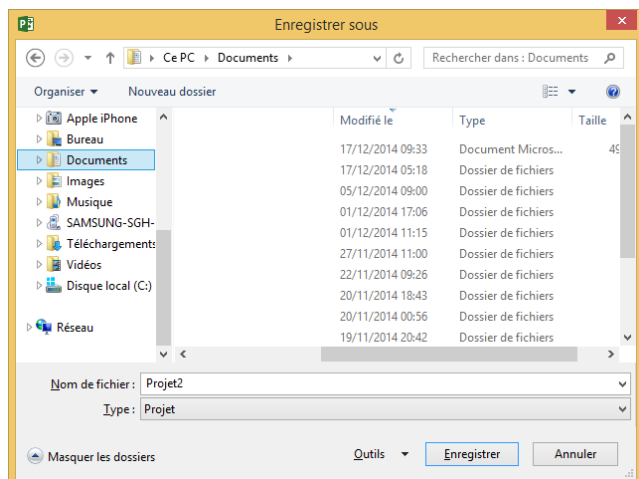 Enregistrer sous
Ce PC Documents
Rechercher dans : Documents
Organiser Nouveau dossier
Apple iPhone
Bureau
Documents
Images
Musique
SAMSUNG-SGH-
Téléchargements
Vidéos
Disque local (C:)
Réseau
Modifié le Type Taille
17/12/2014 09:33 Document Micros... 49
17/12/2014 05:18 Dossier de fichiers
05/12/2014 09:00 Dossier de fichiers
01/12/2014 17:06 Dossier de fichiers
01/12/2014 11:15 Dossier de fichiers
27/11/2014 11:00 Dossier de fichiers
22/11/2014 09:26 Dossier de fichiers
20/11/2014 18:43 Dossier de fichiers
20/11/2014 00:56 Dossier de fichiers
19/11/2014 20:42 Dossier de fichiers
Nom de fichier : Projet2
Type : Projet
Masquer les dossiers
Outils Enregistrer Annuler